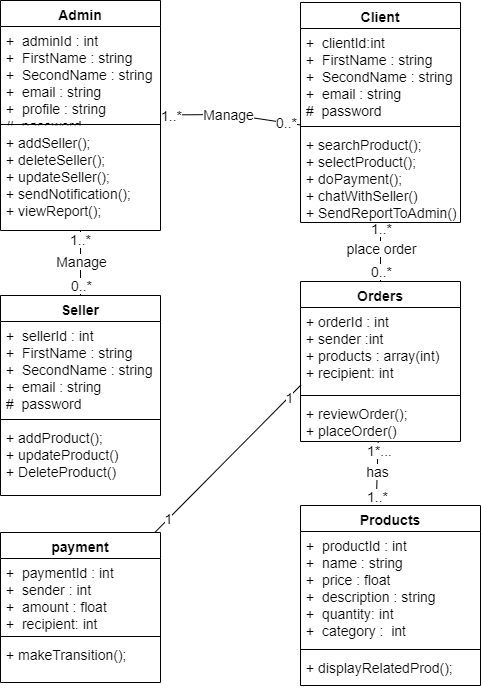 Admin
+ adminId : int
+ FirstName : string
+ SecondName : string
+ email : string
+ profile : string
# password
+ addSeller();
+ deleteSeller();
+ updateSeller();
+ sendNotification();
+ viewReport();
1..* Manage 0..*
Client
+ clientId:int
+ FirstName : string
+ SecondName : string
+ email : string
# password
+ searchProduct();
+ selectProduct();
+ doPayment();
+ chatWithSeller()
+ SendReportToAdmin()
1..*
Manage
0..*
1..*
place order
0..*
Seller
+ sellerId : int
+ FirstName : string
+ SecondName : string
+ email : string
# password
+ addProduct();
+ updateProduct()
+ DeleteProduct()
Orders
+ orderId : int
+ sender :int
+ products : array(int)
+ recipient: int
+ reviewOrder();
+ placeOrder()
1
1
1*...
has
1..*
payment
+ paymentId : int
+ sender : int
+ amount : float
+ recipient: int
+ makeTransition();
Products
+ productId : int
+ name : string
+ price : float
+ description : string
+ quantity: int
+ category : int
+ displayRelatedProd();